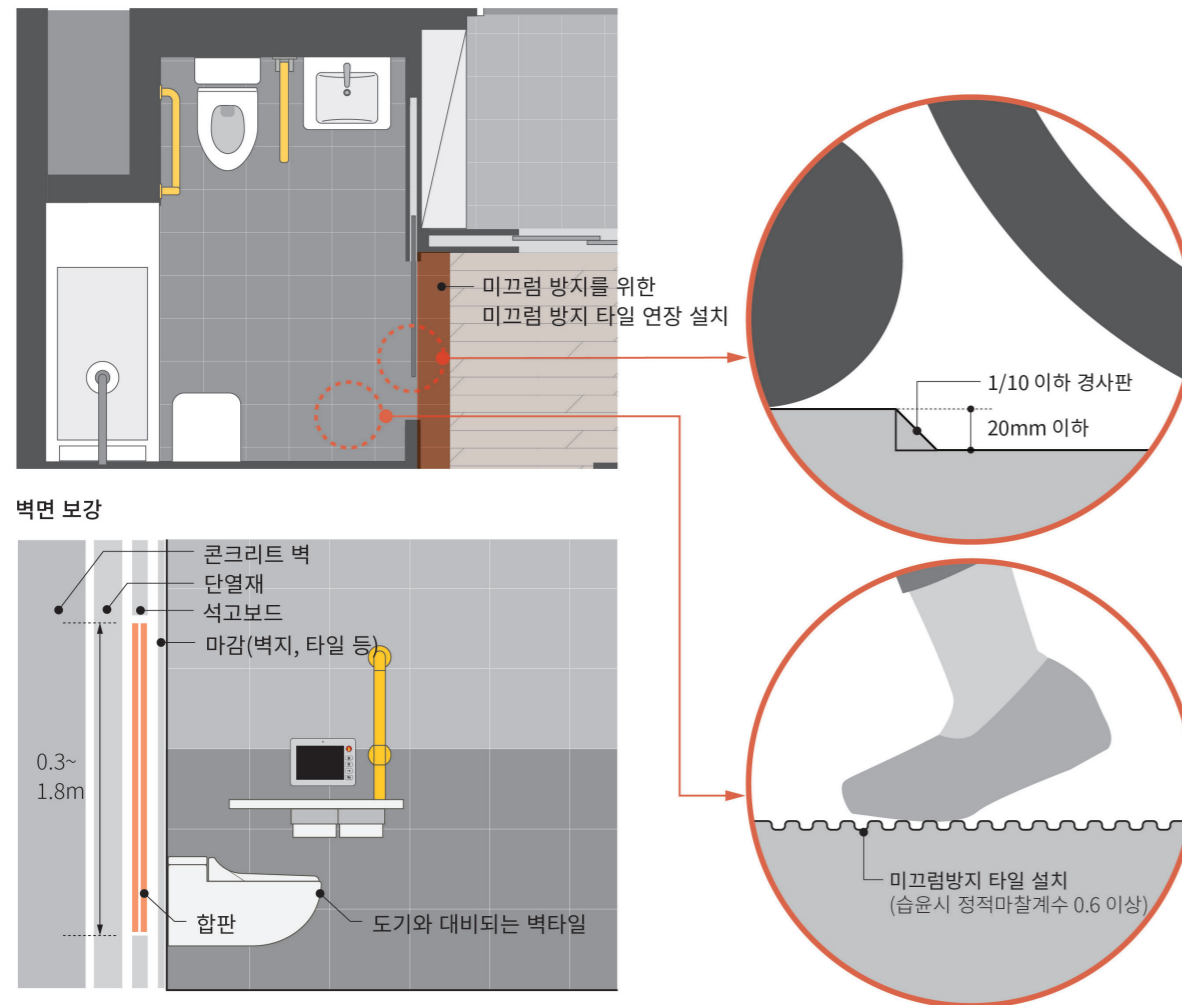 미끄럼 방지를 위한
미끄럼 방지 타일 연장 설치
1/10 이하 경사판
20mm 이하
벽면 보강
콘크리트 벽
단열재
석고보드
마감(벽지, 타일 등)
0.3~
1.8m
합판
도기와 대비되는 벽타일
미끄럼방지 타일 설치
(습윤시 정적마찰계수 0.6 이상)